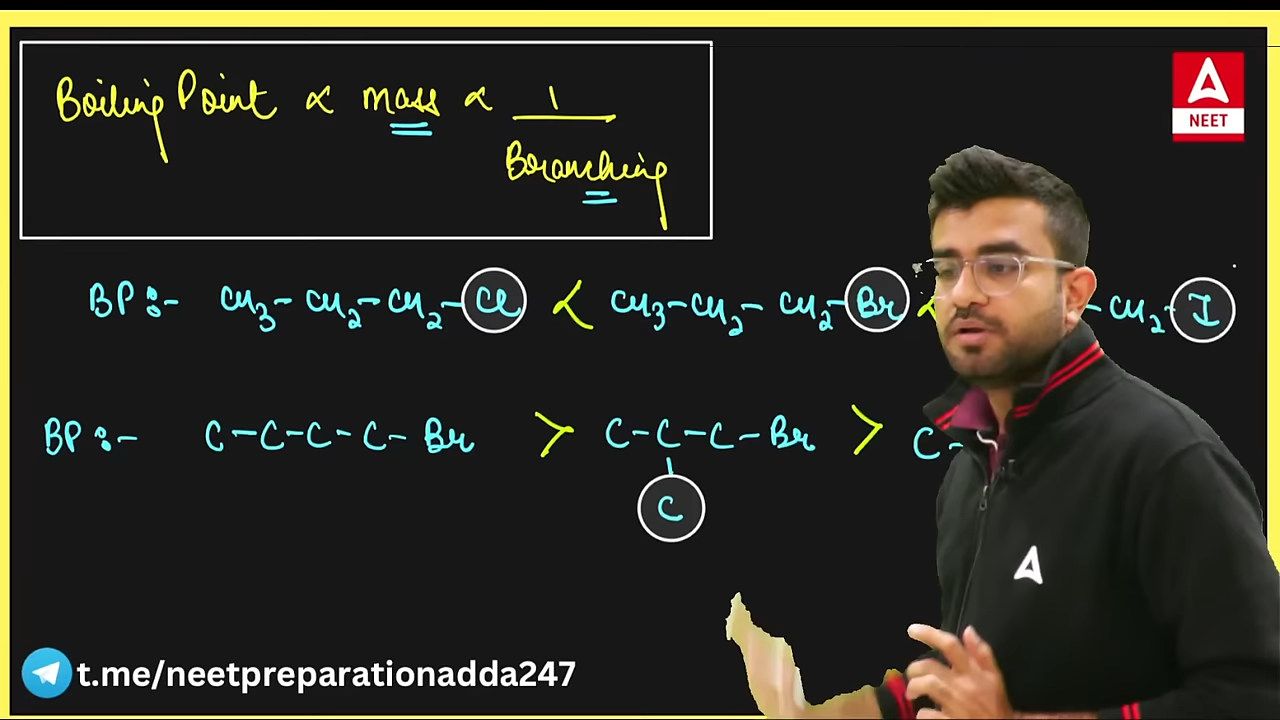 Boiling Point ∝ mass ∝ 1
Branching
NEET
BP:- CH3-CH2-CH2-Cl < CH3-CH2-CH2-Br < -CH2-I
BP:- C-C-C-C-Br > C-C-C-Br > C-
C
t.me/neetpreparationadda247